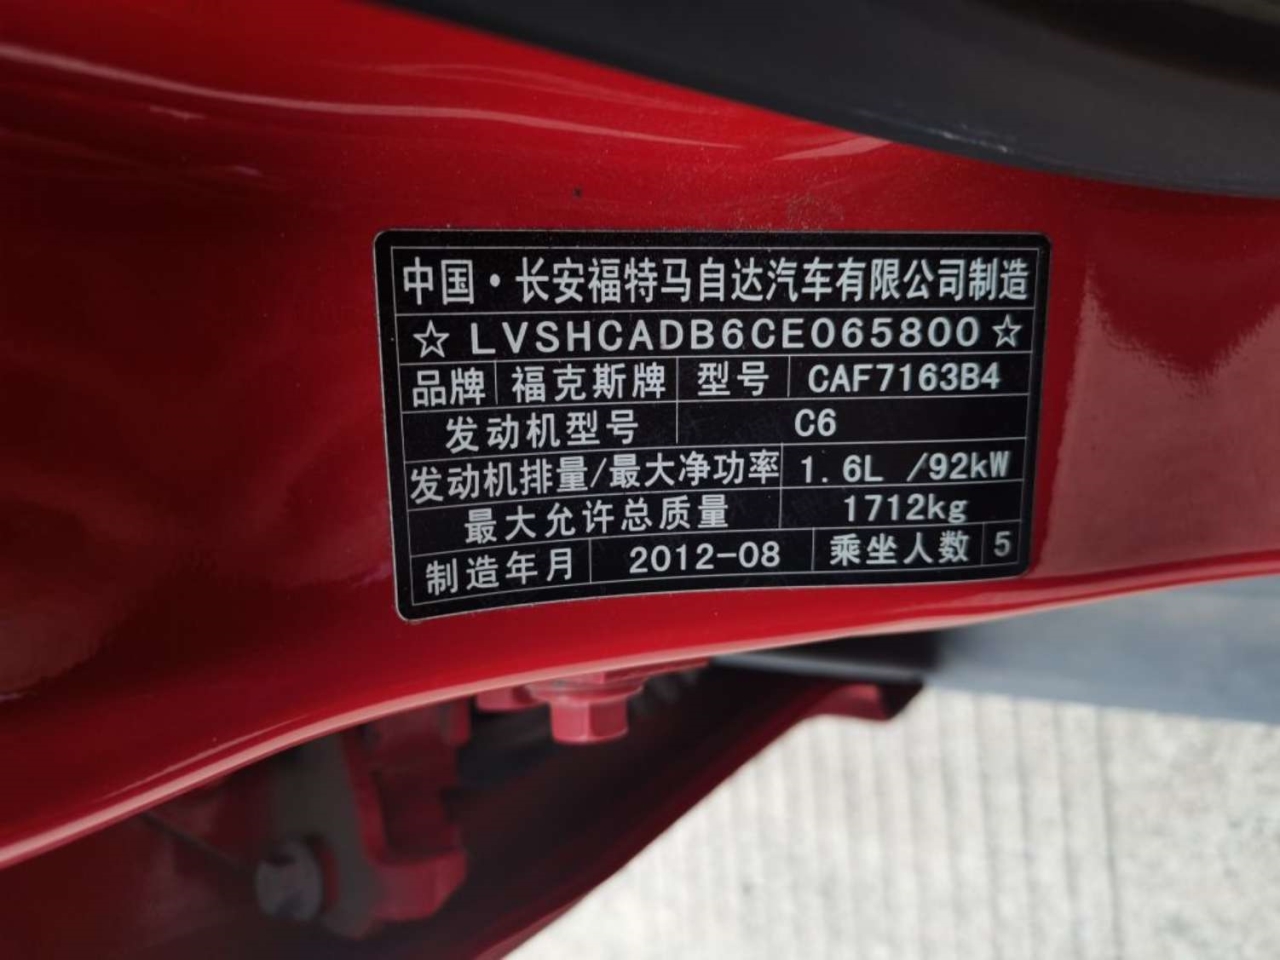 中国·长安福特马自达汽车有限公司制造
☆LVSHCADB6CE065800☆
品牌 福克斯牌 型号 CAF7163B4
发动机型号 C6
发动机排量/最大净功率 1.6L /92kW
最大允许总质量 1712kg
制造年月 2012-08 乘坐人数 5